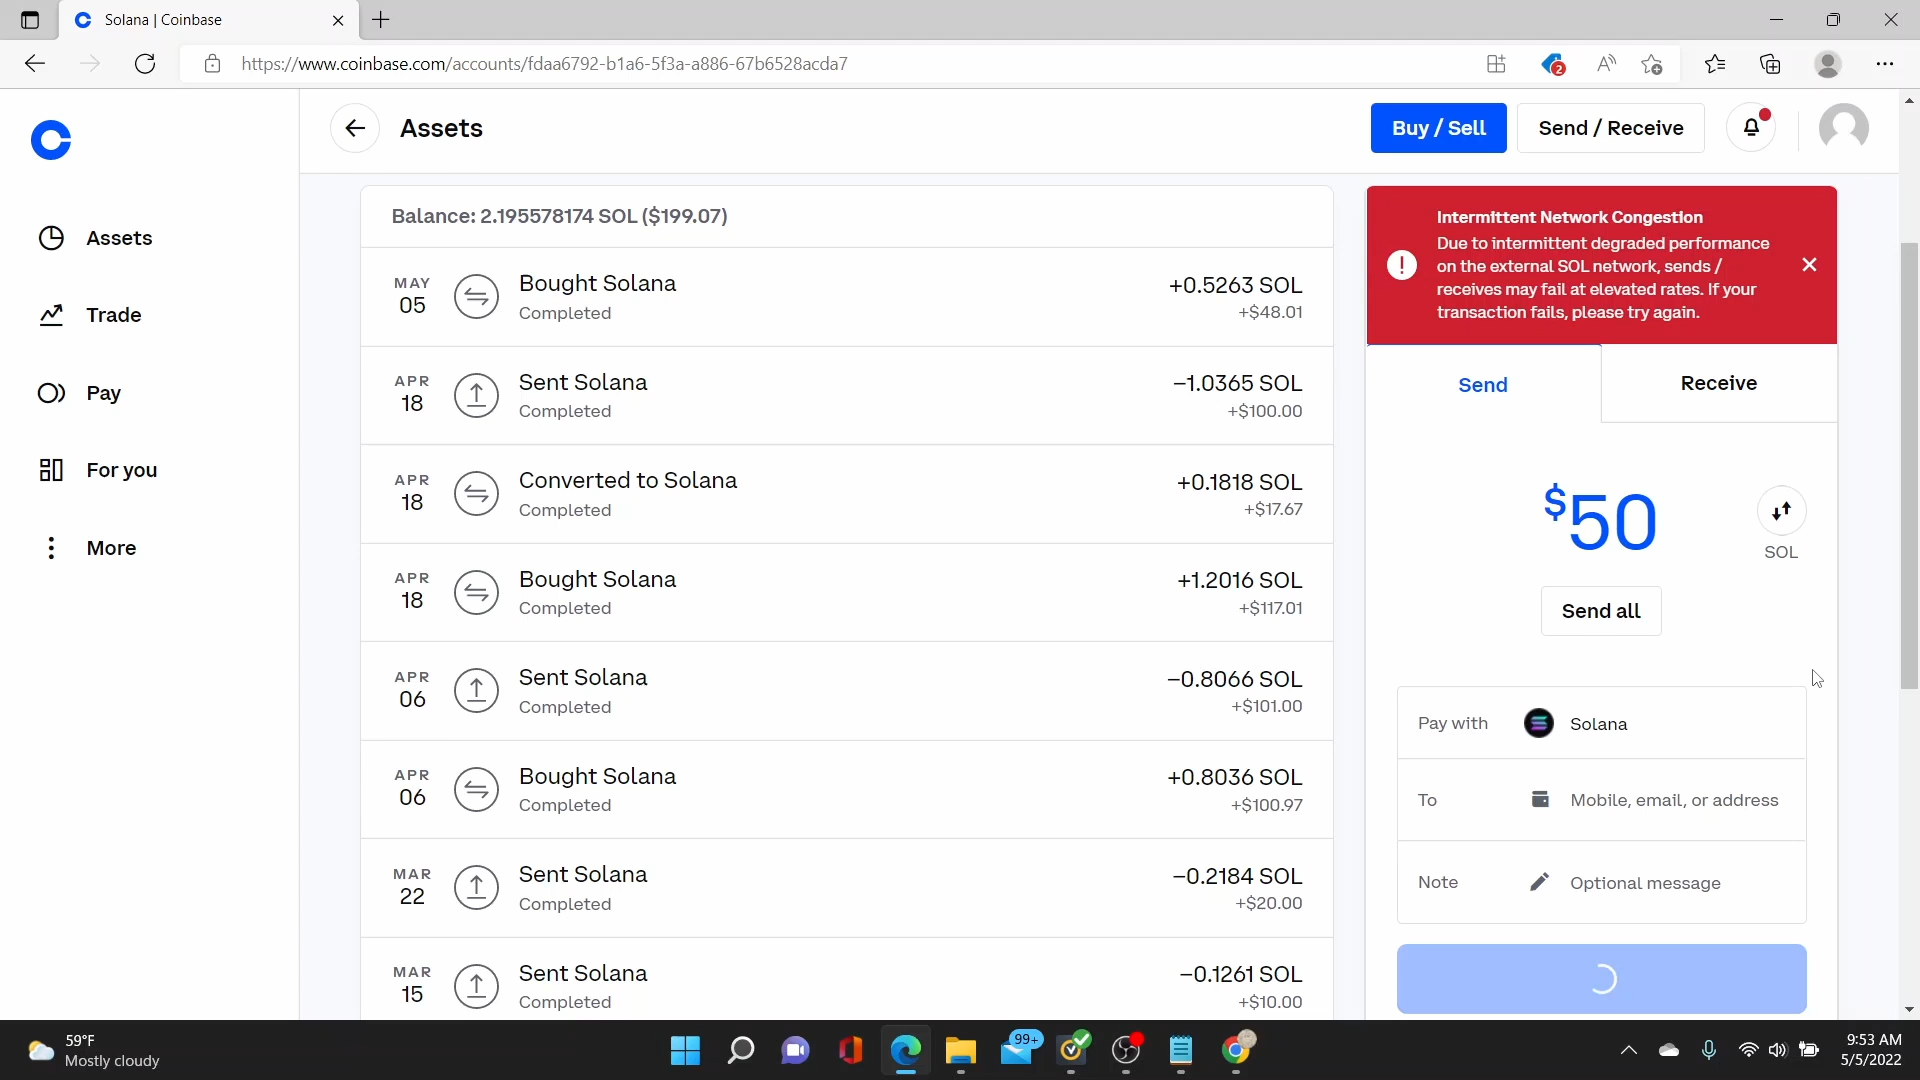 Solana | Coinbase
https://www.coinbase.com/accounts/fdaa6792-b1a6-5f3a-a886-67b6528acda7
2
Assets
Buy / Sell
Send / Receive
Assets
Trade
Pay
For you
More
Balance: 2.195578174 SOL ($199.07)
MAY
05
Bought Solana
Completed
+0.5263 SOL
+$48.01
APR
18
Sent Solana
Completed
−1.0365 SOL
+$100.00
APR
18
Converted to Solana
Completed
+0.1818 SOL
+$17.67
APR
18
Bought Solana
Completed
+1.2016 SOL
+$117.01
APR
06
Sent Solana
Completed
−0.8066 SOL
+$101.00
APR
06
Bought Solana
Completed
+0.8036 SOL
+$100.97
MAR
22
Sent Solana
Completed
−0.2184 SOL
+$20.00
MAR
15
Sent Solana
Completed
−0.1261 SOL
+$10.00
Intermittent Network Congestion
Due to intermittent degraded performance
on the external SOL network, sends /
receives may fail at elevated rates. If your
transaction fails, please try again.
Send
Receive
$50
SOL
Send all
Pay with
Solana
To
Mobile, email, or address
Note
Optional message
59°F
Mostly cloudy
99+
9:53 AM
5/5/2022